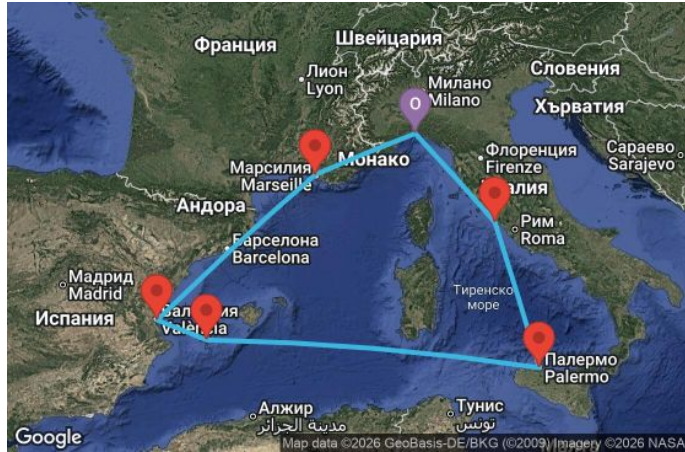 Франция
Швейцария
Словения
Лион
Lyon
Милано
Milano
O
Хърватия
Марсилия
Marseille
Монако
Флоренция
Firenze
Сараево
Sarajevo
Андора
Рим
Roma
Барселона
Barcelona
Мадрид
Madrid
Испания
València
Тиренско
море
Палермо
Palermo
Алжир
مدينة الجزائر
Тунис
تونس
Google
Map data ©2026 GeoBasis-DE/BKG (©2009) Imagery ©2026 NASA